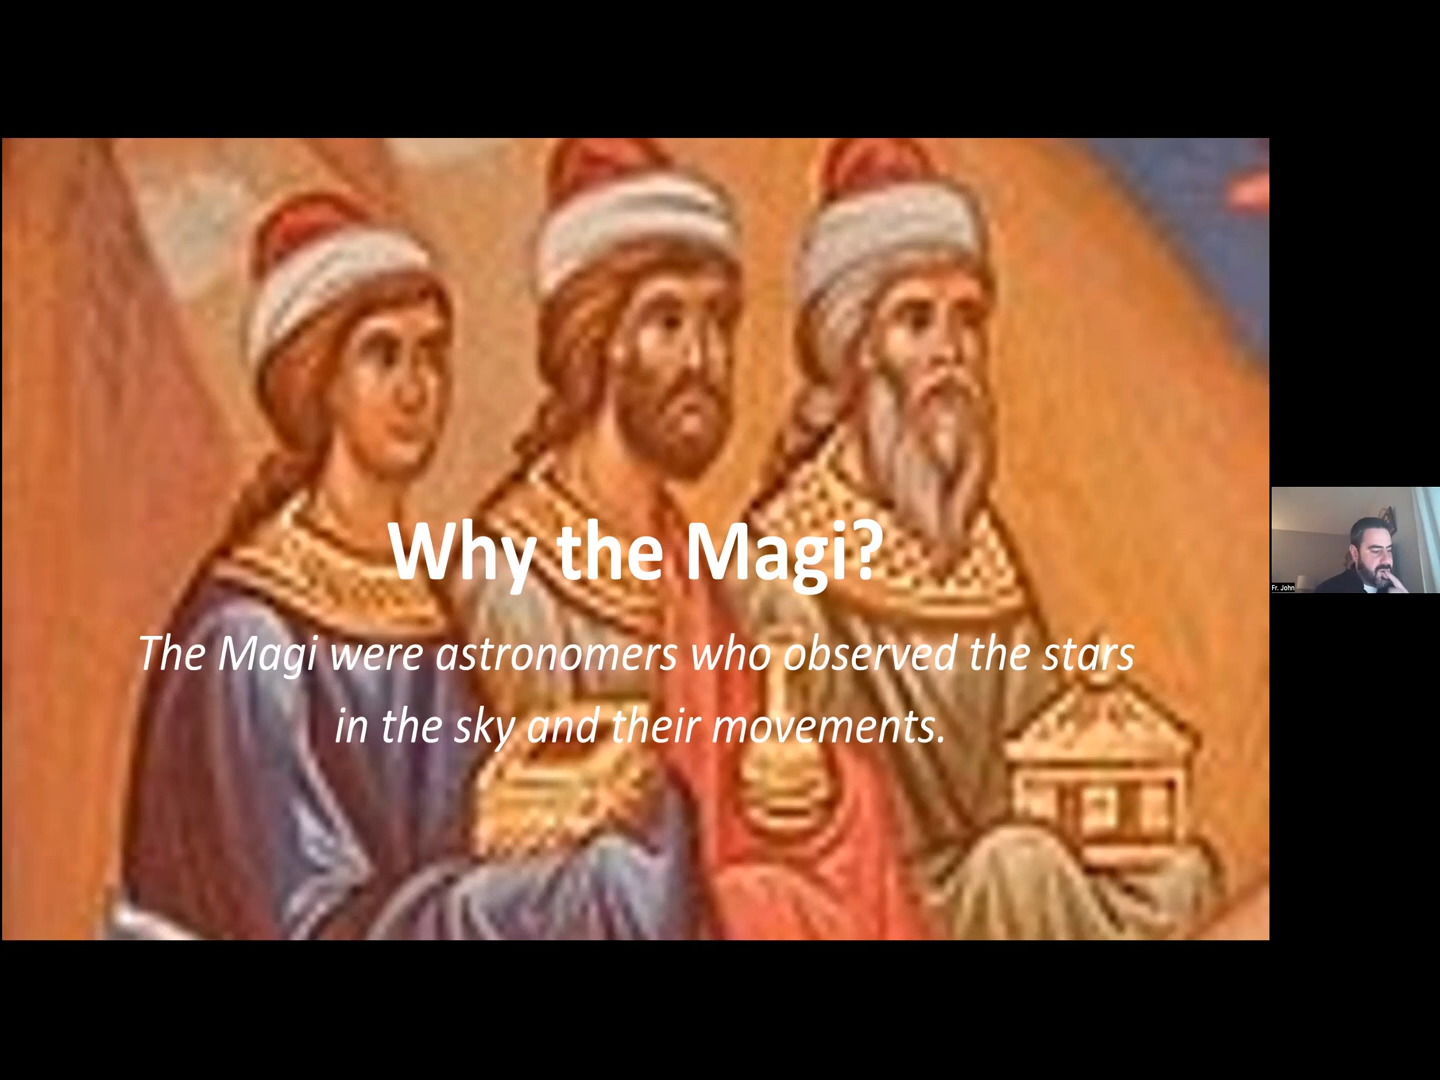 Why the Magi?
The Magi were astronomers who observed the stars
in the sky and their movements.
Fr. John